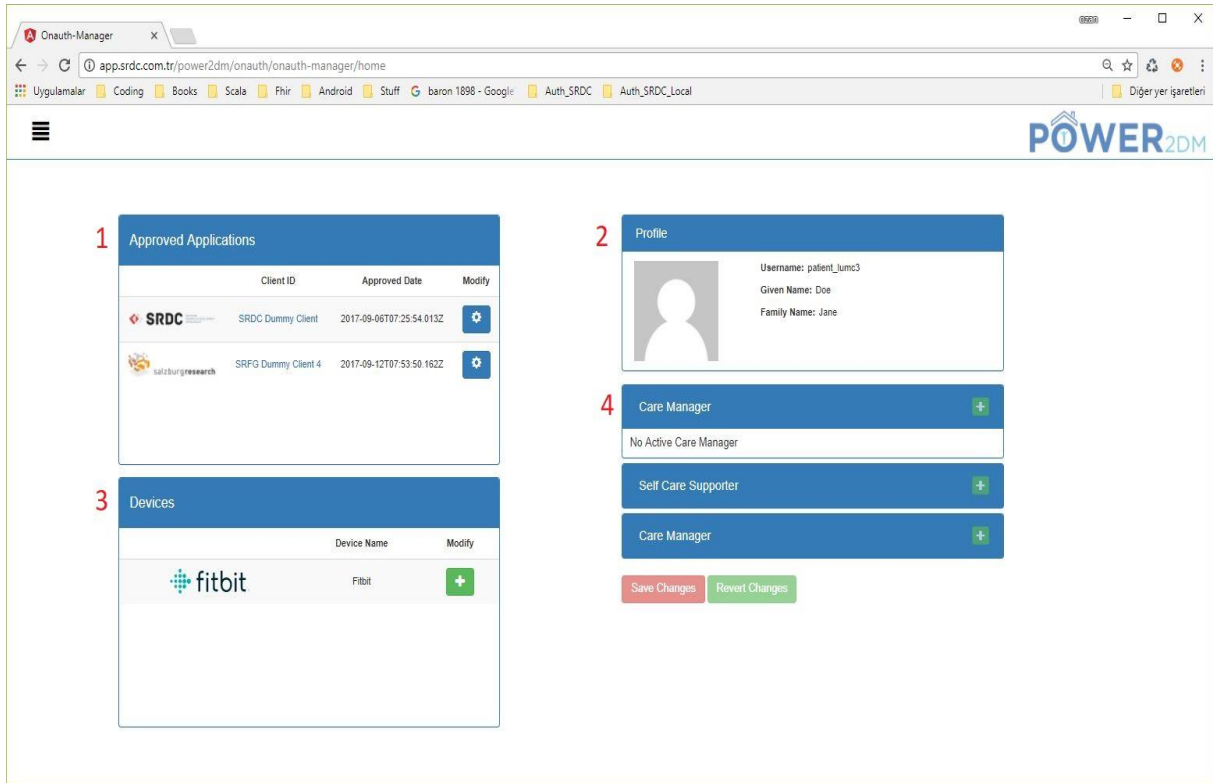 Onauth-Manager
app.srdc.com.tr/power2dm/onauth/onauth-manager/home
Uygulamalar Coding Books Scala Fhir Android Stuff baron 1898 - Google Auth_SRDC Auth_SRDC_Local Diğer yer işaretleri
POWER2DM
1 Approved Applications
Client ID Approved Date Modify
SRDC SRDC Dummy Client 2017-09-06T07:25:54.013Z
salzburgresearch SRFG Dummy Client 4 2017-09-12T07:53:50.162Z
3 Devices
Device Name Modify
fitbit Fitbit
2 Profile
Username: patient_lumc3
Given Name: Doe
Family Name: Jane
4 Care Manager
No Active Care Manager
Self Care Supporter
Care Manager
Save Changes Revert Changes